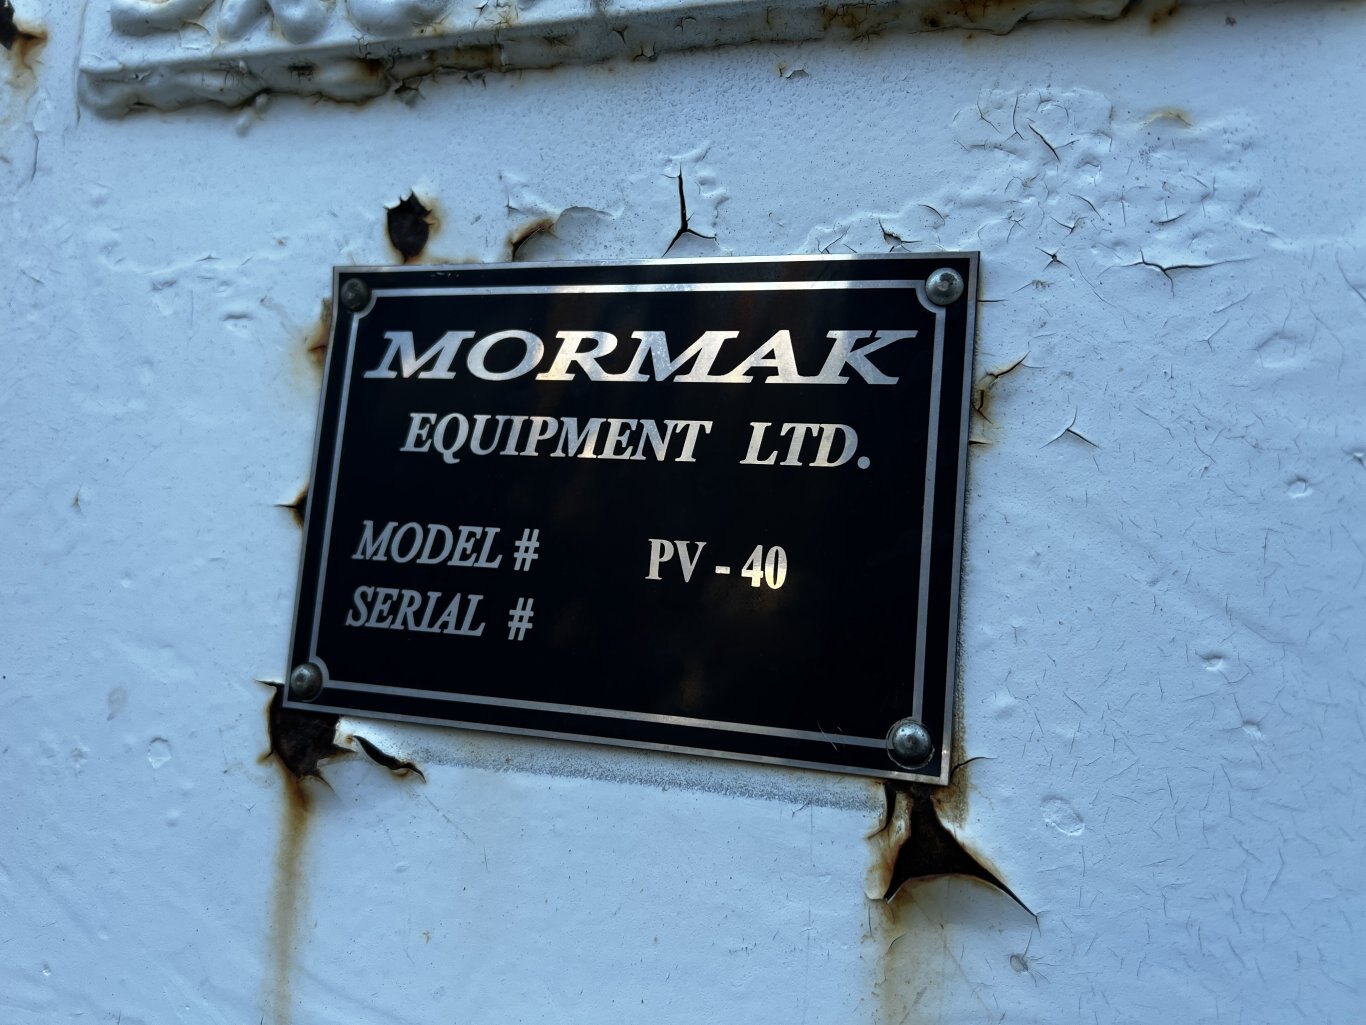 MORMAK
EQUIPMENT LTD.
MODEL # PV - 40
SERIAL #